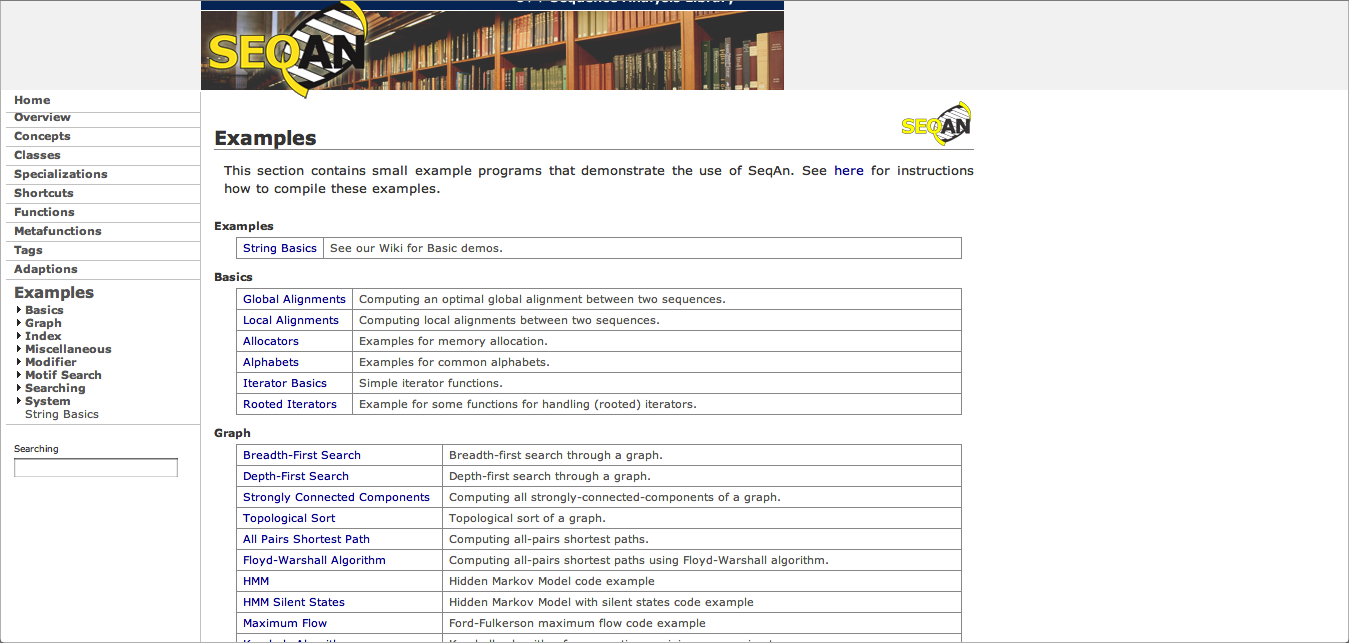 C++ Sequence Analysis Library
SEQAN
Home
Overview
Concepts
Classes
Specializations
Shortcuts
Functions
Metafunctions
Tags
Adaptions
Examples
Basics
Graph
Index
Miscellaneous
Modifier
Motif Search
Searching
System
String Basics
Searching
SEQAN
Examples
This section contains small example programs that demonstrate the use of SeqAn. See here for instructions
how to compile these examples.
Examples
String Basics See our Wiki for Basic demos.
Basics
Global Alignments Computing an optimal global alignment between two sequences.
Local Alignments Computing local alignments between two sequences.
Allocators Examples for memory allocation.
Alphabets Examples for common alphabets.
Iterator Basics Simple iterator functions.
Rooted Iterators Example for some functions for handling (rooted) iterators.
Graph
Breadth-First Search Breadth-first search through a graph.
Depth-First Search Depth-first search through a graph.
Strongly Connected Components Computing all strongly-connected-components of a graph.
Topological Sort Topological sort of a graph.
All Pairs Shortest Path Computing all-pairs shortest paths.
Floyd-Warshall Algorithm Computing all-pairs shortest paths using Floyd-Warshall algorithm.
HMM Hidden Markov Model code example
HMM Silent States Hidden Markov Model with silent states code example
Maximum Flow Ford-Fulkerson maximum flow code example